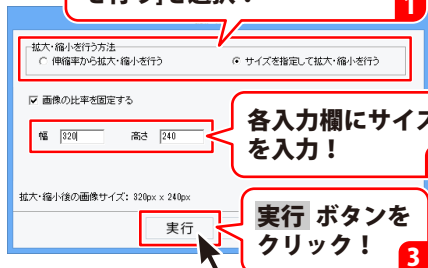 を行う]を選択！
1
拡大・縮小を行う方法
伸縮率から拡大・縮小を行う
サイズを指定して拡大・縮小を行う
画像の比率を固定する
幅 320 高さ 240
各入力欄にサイズ
を入力！
拡大・縮小後の画像サイズ: 320px x 240px
実行
実行 ボタンを
クリック！
3